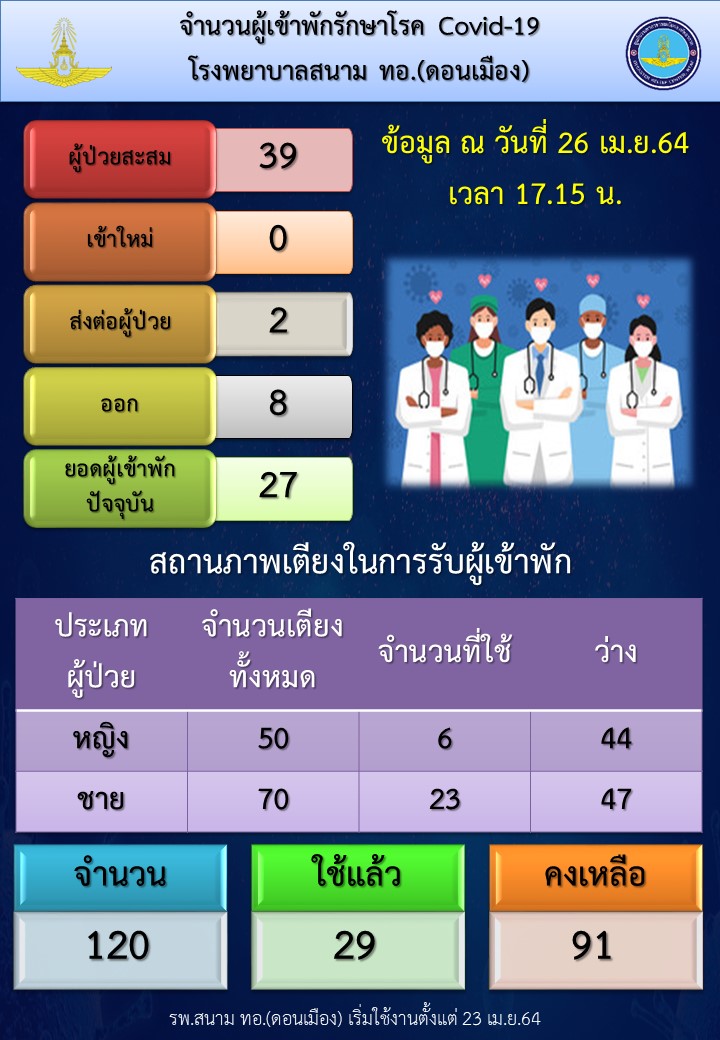 จำนวนผู้เข้าพักรักษาโรค Covid-19
โรงพยาบาลสนาม ทอ.(ดอนเมือง)
ข้อมูล ณ วันที่ 26 เม.ย.64
เวลา 17.15 น.
ผู้ป่วยสะสม 39
เข้าใหม่ 0
ส่งต่อผู้ป่วย 2
ออก 8
ยอดผู้เข้าพัก
ปัจจุบัน 27
สถานภาพเตียงในการรับผู้เข้าพัก
ประเภท จำนวนเตียง จำนวนที่ใช้ ว่าง
ผู้ป่วย ทั้งหมด
หญิง 50 6 44
ชาย 70 23 47
จำนวน ใช้แล้ว คงเหลือ
120 29 91
รพ.สนาม ทอ.(ดอนเมือง) เริ่มใช้งานตั้งแต่ 23 เม.ย.64